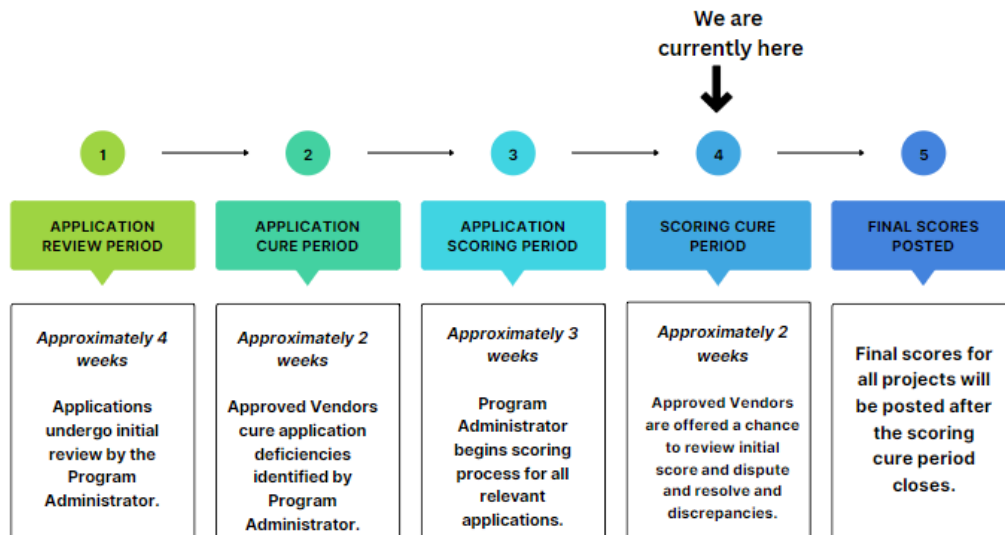 We are
currently here
1
2
3
4
5
APPLICATION
REVIEW PERIOD
APPLICATION
CURE PERIOD
APPLICATION
SCORING PERIOD
SCORING CURE
PERIOD
FINAL SCORES
POSTED
Approximately 4
weeks
Applications
undergo initial
review by the
Program
Administrator.
Approximately 2
weeks
Approved Vendors
cure application
deficiencies
identified by
Program
Administrator.
Approximately 3
weeks
Program
Administrator
begins scoring
process for all
relevant
applications.
Approximately 2
weeks
Approved Vendors
are offered a chance
to review initial
score and dispute
and resolve and
discrepancies.
Final scores for
all projects will
be posted after
the scoring
cure period
closes.